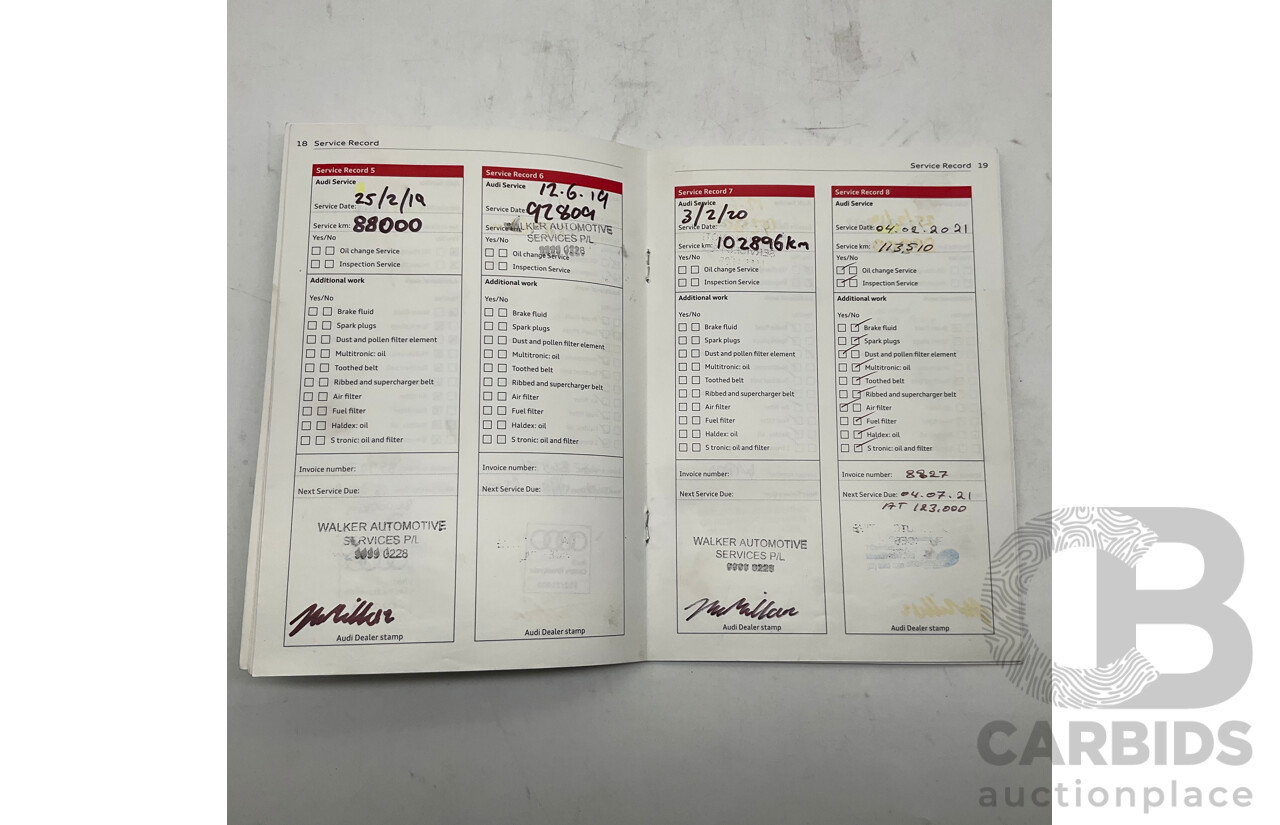 18 Service Record
Service Record 5
Audi Service
Service Date: 25/2/19
Service km: 88000
Yes/No
Oil change Service
Inspection Service
Additional work
Yes/No
Brake fluid
Spark plugs
Dust and pollen filter element
Multitronic: oil
Toothed belt
Ribbed and supercharger belt
Air filter
Fuel filter
Haldex: oil
S tronic: oil and filter
Invoice number:
Next Service Due:
WALKER AUTOMOTIVE
SERVICES P/L
0228
McMillan
Audi Dealer stamp
Service Record 6
Audi Service
12.6.19
Service Date: 92809
Service km:
WALKER AUTOMOTIVE
SERVICES P/L
Yes/No
Oil change Service
Inspection Service
Additional work
Yes/No
Brake fluid
Spark plugs
Dust and pollen filter element
Multitronic: oil
Toothed belt
Ribbed and supercharger belt
Air filter
Fuel filter
Haldex: oil
S tronic: oil and filter
Invoice number:
Next Service Due:
Audi Dealer stamp
Service Record 19
Service Record 7
Audi Service
3/2/20
Service Date:
Service km: 102896km
Yes/No
Oil change Service
Inspection Service
Additional work
Yes/No
Brake fluid
Spark plugs
Dust and pollen filter element
Multitronic: oil
Toothed belt
Ribbed and supercharger belt
Air filter
Fuel filter
Haldex: oil
S tronic: oil and filter
Invoice number:
Next Service Due:
WALKER AUTOMOTIVE
SERVICES P/L
McMillan
Audi Dealer stamp
Service Record 8
Audi Service
Service Date: 04.02.2021
Service km: 113,510
Yes/No
Oil change Service
Inspection Service
Additional work
Yes/No
Brake fluid
Spark plugs
Dust and pollen filter element
Multitronic: oil
Toothed belt
Ribbed and supercharger belt
Air filter
Fuel filter
Haldex: oil
S tronic: oil and filter
Invoice number: 8827
Next Service Due: 04.07.21
AT 123,000
Audi Dealer stamp
CB
CARBIDS
auctionplace